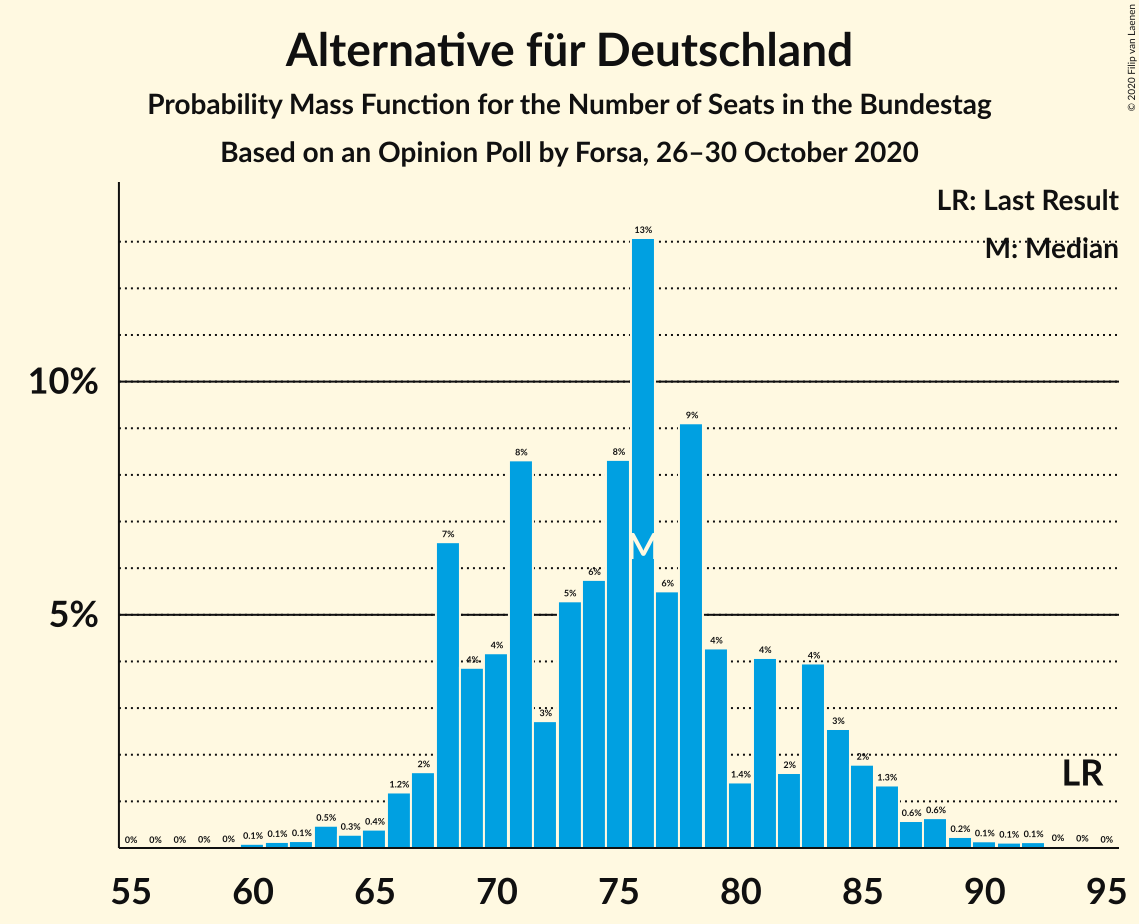 Alternative für Deutschland
Probability Mass Function for the Number of Seats in the Bundestag
Based on an Opinion Poll by Forsa, 26–30 October 2020
© 2020 Filip van Laenen
LR: Last Result
M: Median
10%
5%
0% 0% 0% 0% 0% 0.1% 0.1% 0.1% 0.5% 0.3% 0.4% 1.2% 2% 7% 4% 4% 8% 3% 5% 6% 8% 13% 6% 9% 4% 1.4% 4% 2% 4% 3% 2% 1.3% 0.6% 0.6% 0.2% 0.1% 0.1% 0.1% 0% 0% 0%
M
LR
55 60 65 70 75 80 85 90 95